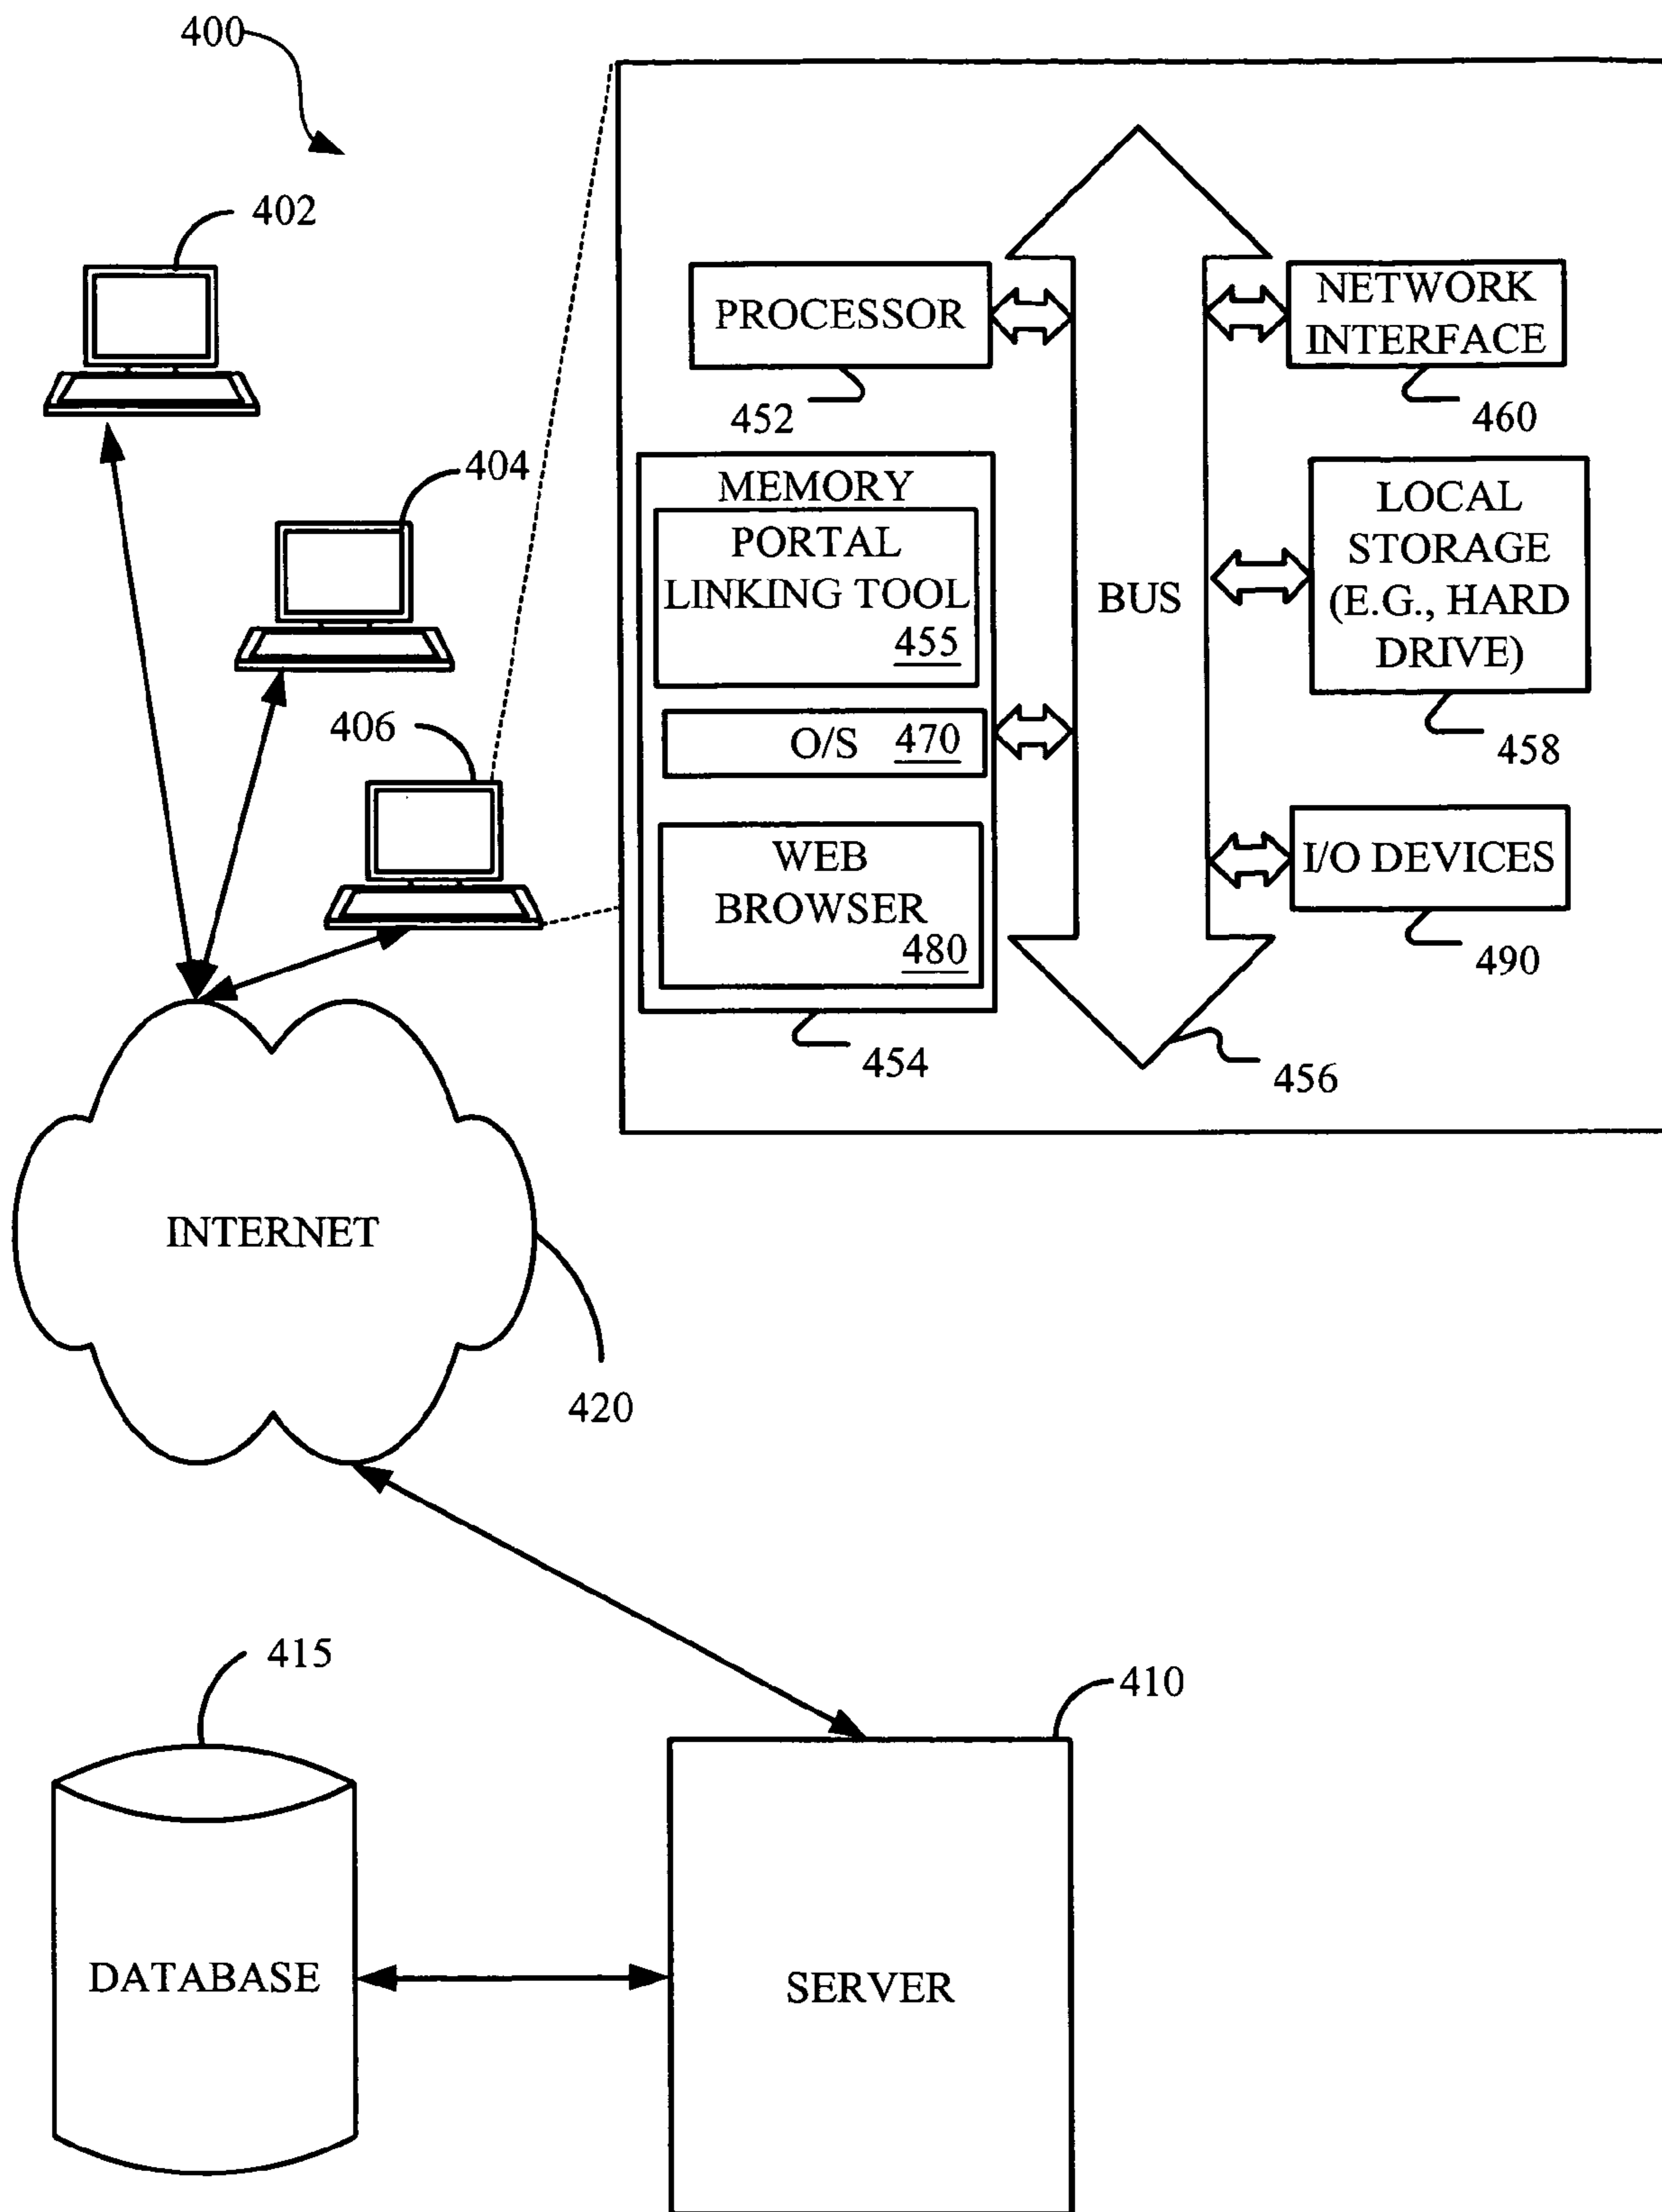 400
402
404
406
PROCESSOR
452
NETWORK
INTERFACE
460
MEMORY
PORTAL
LINKING TOOL
455
O/S 470
WEB
BROWSER
480
454
BUS
456
LOCAL
STORAGE
(E.G., HARD
DRIVE)
458
I/O DEVICES
490
INTERNET
420
415
DATABASE
410
SERVER